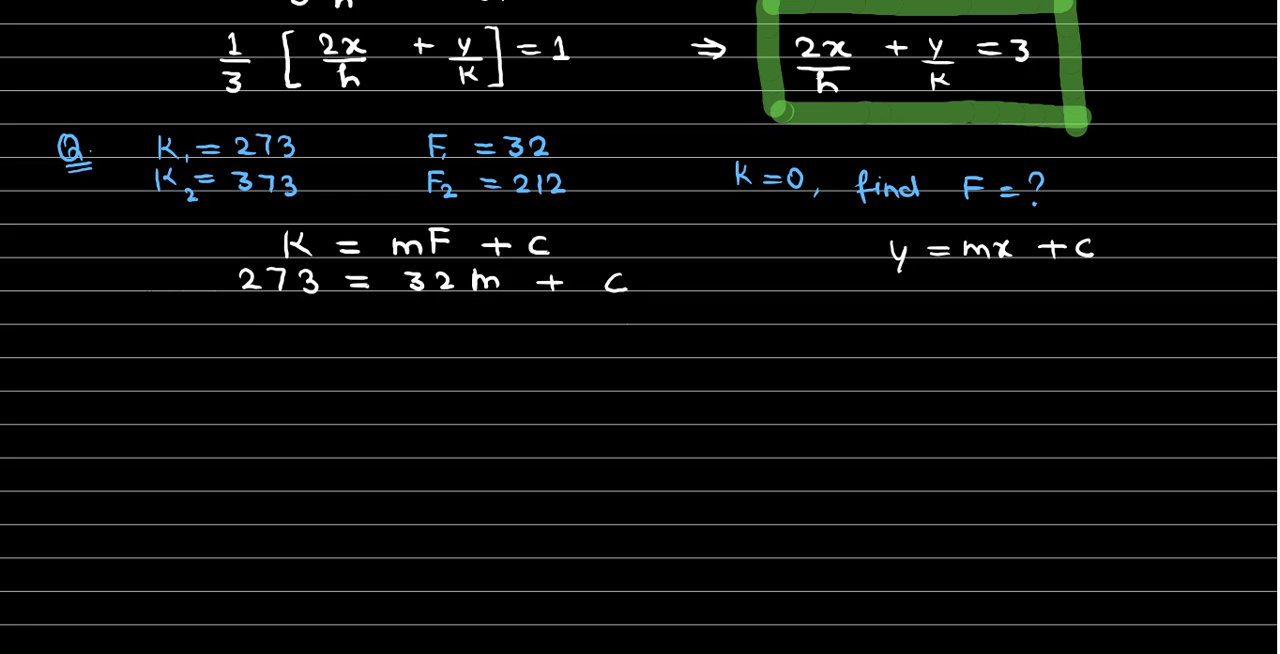 1/3 [ 2x/h + y/k ] = 1 ⇒ 2x/h + y/k = 3
Q. K₁ = 273 F₁ = 32
K₂ = 373 F₂ = 212 K = 0, find F = ?
K = mF + C y = mx + C
273 = 32m + C